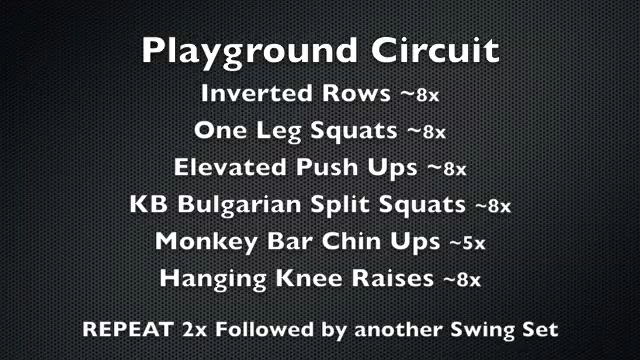 Playground Circuit
Inverted Rows ~8x
One Leg Squats ~8x
Elevated Push Ups ~8x
KB Bulgarian Split Squats ~8x
Monkey Bar Chin Ups ~5x
Hanging Knee Raises ~8x
REPEAT 2x Followed by another Swing Set